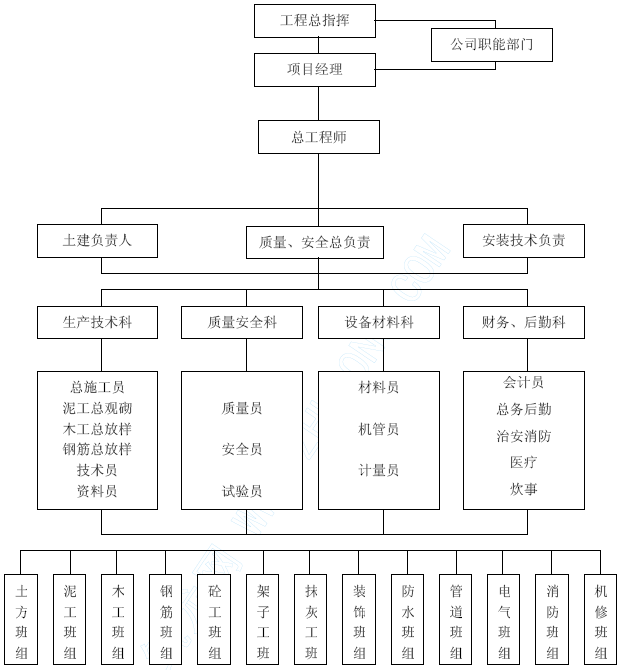 工程总指挥
公司职能部门
项目经理
总工程师
土建负责人
质量、安全总负责
安装技术负责
生产技术科
质量安全科
设备材料科
财务、后勤科
总施工员
泥工总观砌
木工总放样
钢筋总放样
技术员
资料员
质量员
安全员
试验员
材料员
机管员
计量员
会计员
总务后勤
治安消防
医疗
炊事
土方班组
泥工班组
木工班组
钢筋班组
砼工班组
架子工班
抹灰工班
装饰班组
防水班组
管道班组
电气班组
消防班组
机修班组